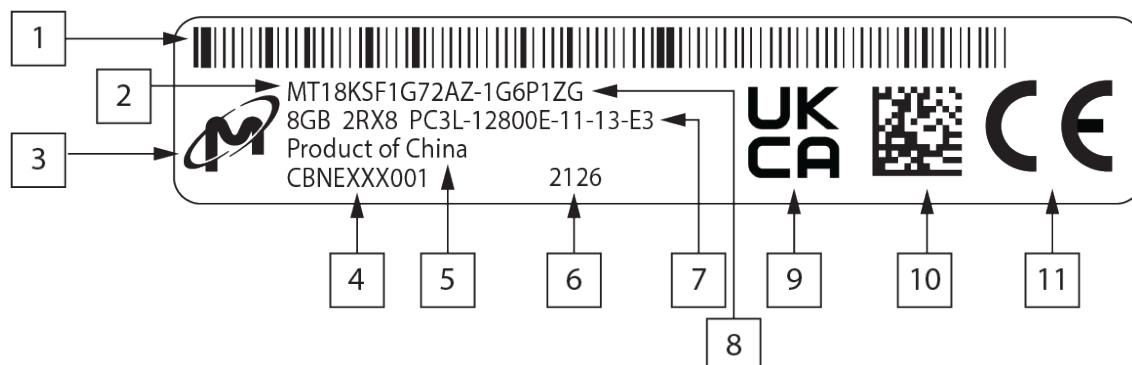 1
2
3
MT18KSF1G72AZ-1G6P1ZG
8GB 2RX8 PC3L-12800E-11-13-E3
Product of China
CBNEXXX001 2126
UK
CA
CE
4 5 6 7 9 10 11
8